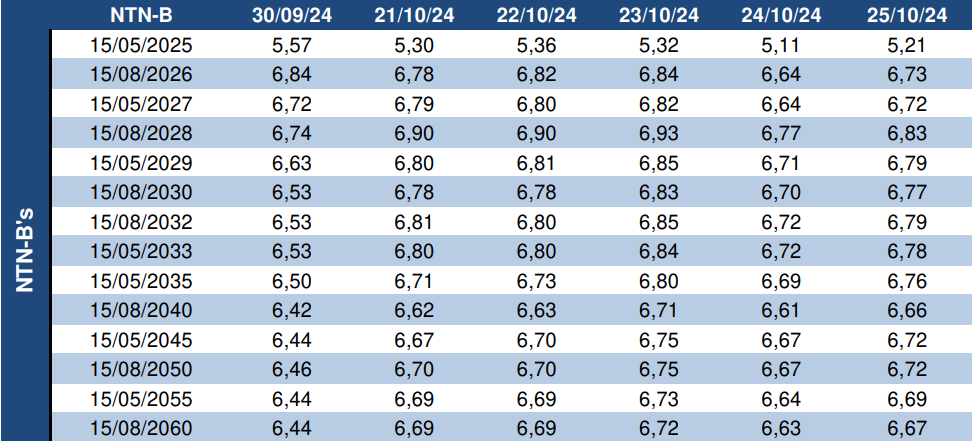 NTN-B 30/09/24 21/10/24 22/10/24 23/10/24 24/10/24 25/10/24
NTN-B's
15/05/2025 5,57 5,30 5,36 5,32 5,11 5,21
15/08/2026 6,84 6,78 6,82 6,84 6,64 6,73
15/05/2027 6,72 6,79 6,80 6,82 6,64 6,72
15/08/2028 6,74 6,90 6,90 6,93 6,77 6,83
15/05/2029 6,63 6,80 6,81 6,85 6,71 6,79
15/08/2030 6,53 6,78 6,78 6,83 6,70 6,77
15/08/2032 6,53 6,81 6,80 6,85 6,72 6,79
15/05/2033 6,53 6,80 6,80 6,84 6,72 6,78
15/05/2035 6,50 6,71 6,73 6,80 6,69 6,76
15/08/2040 6,42 6,62 6,63 6,71 6,61 6,66
15/05/2045 6,44 6,67 6,70 6,75 6,67 6,72
15/08/2050 6,46 6,70 6,70 6,75 6,67 6,72
15/05/2055 6,44 6,69 6,69 6,73 6,64 6,69
15/08/2060 6,44 6,69 6,69 6,72 6,63 6,67